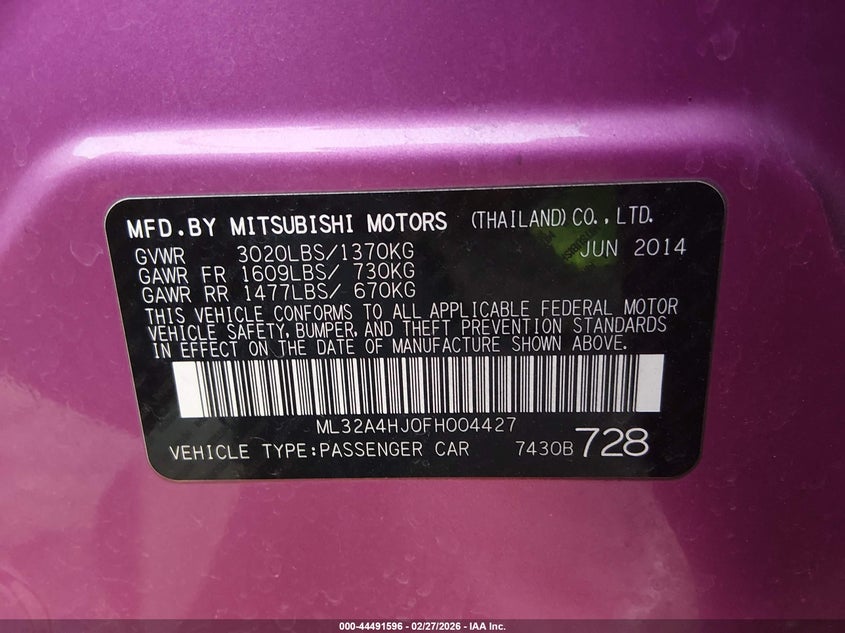 MFD.BY MITSUBISHI MOTORS (THAILAND) CO., LTD.
GVWR 3020LBS/1370KG JUN 2014
GAWR FR 1609LBS/ 730KG
GAWR RR 1477LBS/ 670KG
THIS VEHICLE CONFORMS TO ALL APPLICABLE FEDERAL MOTOR
VEHICLE SAFETY, BUMPER, AND THEFT PREVENTION STANDARDS
IN EFFECT ON THE DATE OF MANUFACTURE SHOWN ABOVE.
ML32A4HJ0FH004427
VEHICLE TYPE:PASSENGER CAR 7430B 728
000-44491596 - 02/27/2026 - IAA Inc.